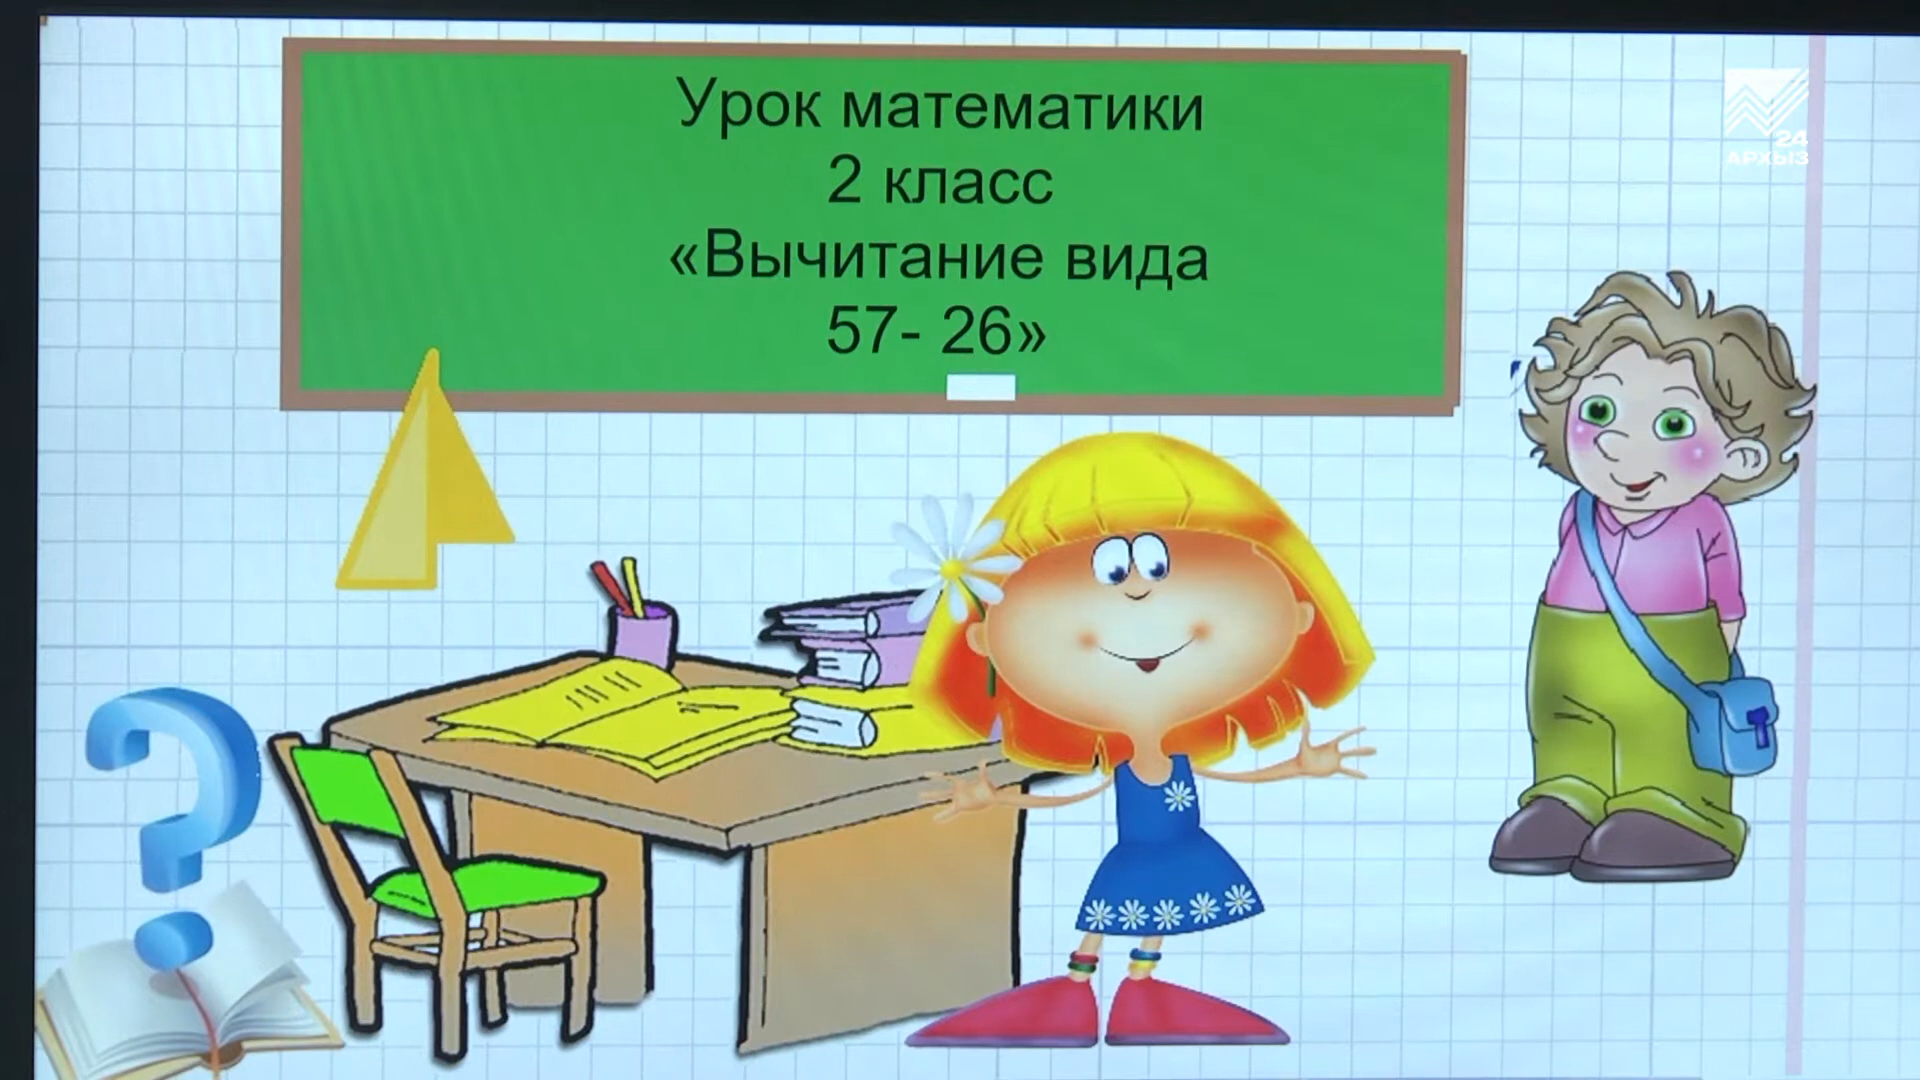 Урок математики
2 класс
«Вычитание вида
57- 26»
24
АРХЫЗ